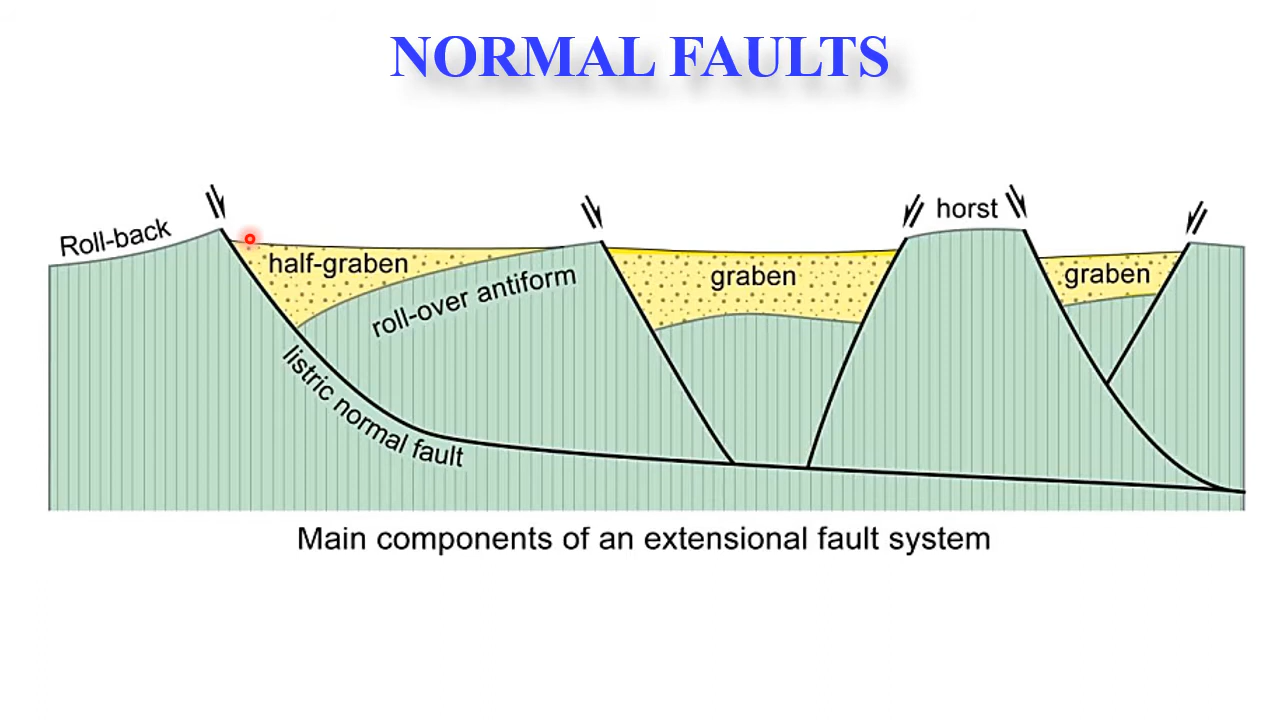 NORMAL FAULTS
Roll-back
horst
half-graben
graben
graben
roll-over antiform
listric normal fault
Main components of an extensional fault system